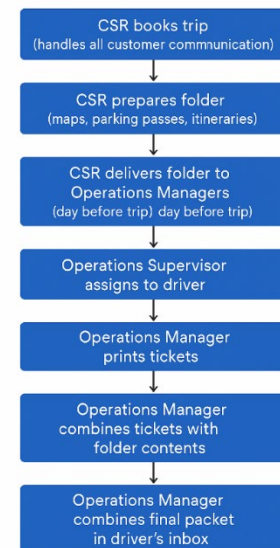 CSR books trip
(handles all customer commmunication)
CSR prepares folder
(maps, parking passes, itineraries)
CSR delivers folder to
Operations Managers
(day before trip) day before trip)
Operations Supervisor
assigns to driver
Operations Manager
prints tickets
Operations Manager
combines tickets with
folder contents
Operations Manager
combines final packet
in driver's inbox